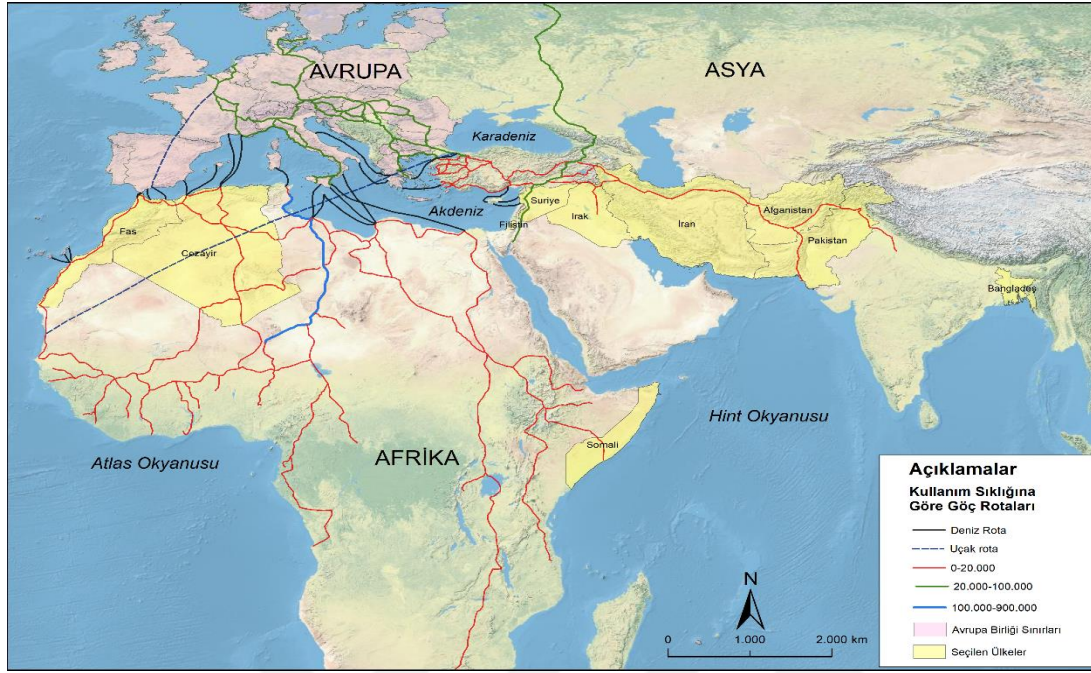 AVRUPA
ASYA
Karadeniz
Akdeniz
Suriye
Filistin
Irak
Iran
Afganistan
Pakistan
Bangladeş
Fas
Cezayir
Hint Okyanusu
Somali
Atlas Okyanusu
AFRİKA
N
0 1.000 2.000 km
Açıklamalar
Kullanım Sıklığına
Göre Göç Rotaları
Deniz Rota
Uçak rota
0-20.000
20.000-100.000
100.000-900.000
Avrupa Birliği Sınırları
Seçilen Ülkeler